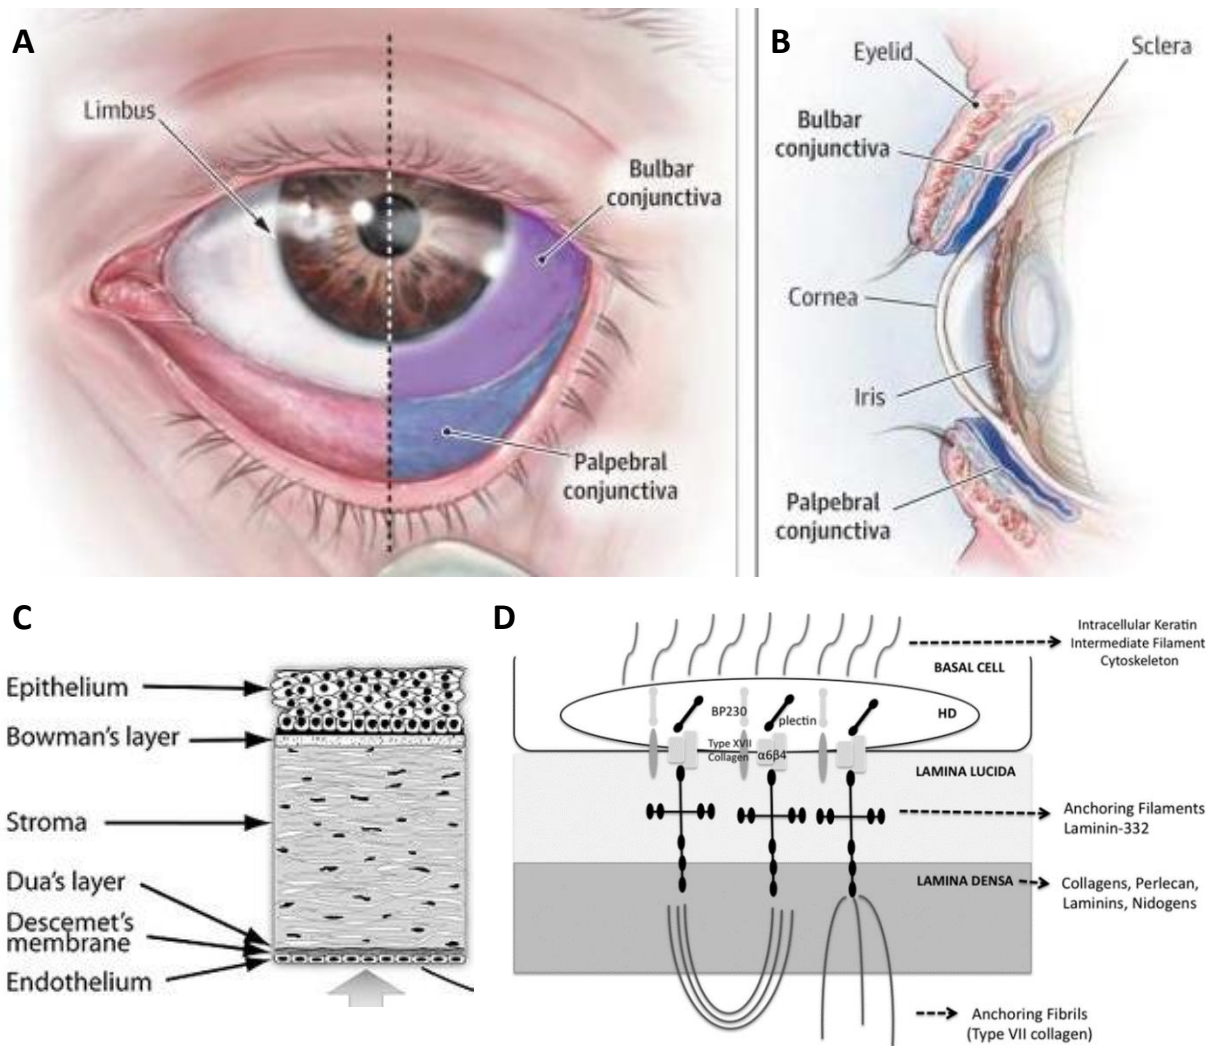 A
Limbus
Bulbar
conjunctiva
Palpebral
conjunctiva
B
Eyelid
Sclera
Bulbar
conjunctiva
Cornea
Iris
Palpebral
conjunctiva
C
Epithelium
Bowman's layer
Stroma
Dua's layer
Descemet's
membrane
Endothelium
D
Intracellular Keratin
Intermediate Filament
Cytoskeleton
BASAL CELL
BP230
plectin
HD
Type XVII
Collagen
α6β4
LAMINA LUCIDA
Anchoring Filaments
Laminin-332
LAMINA DENSA
Collagens, Perlecan,
Laminins, Nidogens
Anchoring Fibrils
(Type VII collagen)